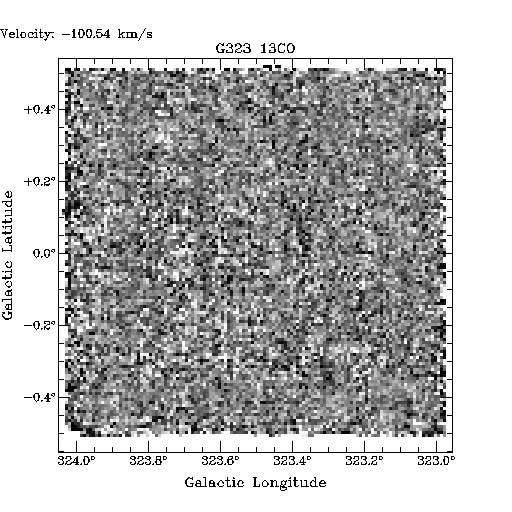 Velocity: −100.54 km/s
G323 13CO
+0.4°
+0.2°
0.0°
−0.2°
−0.4°
Galactic Latitude
324.0° 323.8° 323.6° 323.4° 323.2° 323.0°
Galactic Longitude